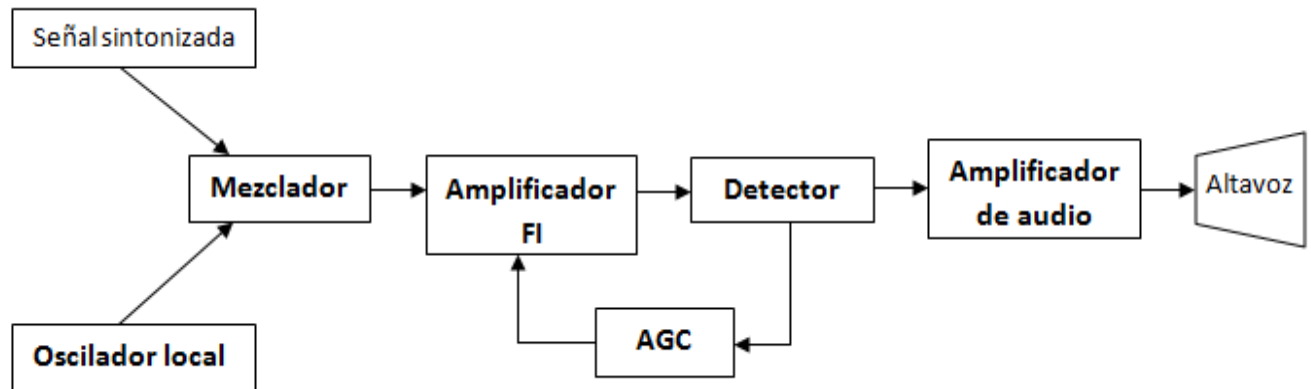 Señal sintonizada
Mezclador
Amplificador
FI
Detector
Amplificador
de audio
Altavoz
Oscilador local
AGC